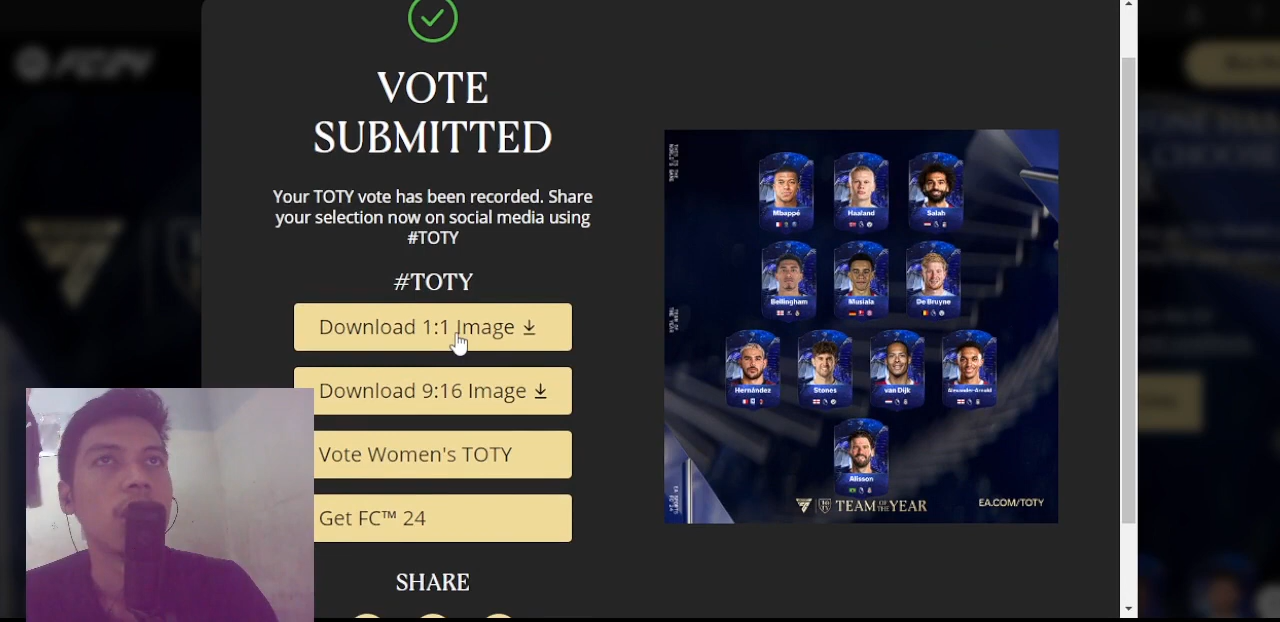 FC24
VOTE
SUBMITTED
Your TOTY vote has been recorded. Share
your selection now on social media using
#TOTY
#TOTY
Download 1:1 Image
Download 9:16 Image
Vote Women's TOTY
Get FC™ 24
SHARE
Mbappé
Haaland
Salah
Bellingham
Musiala
De Bruyne
Hernández
Stones
van Dijk
Alexander-Arnold
Alisson
TEAM OF THE YEAR
EA.COM/TOTY